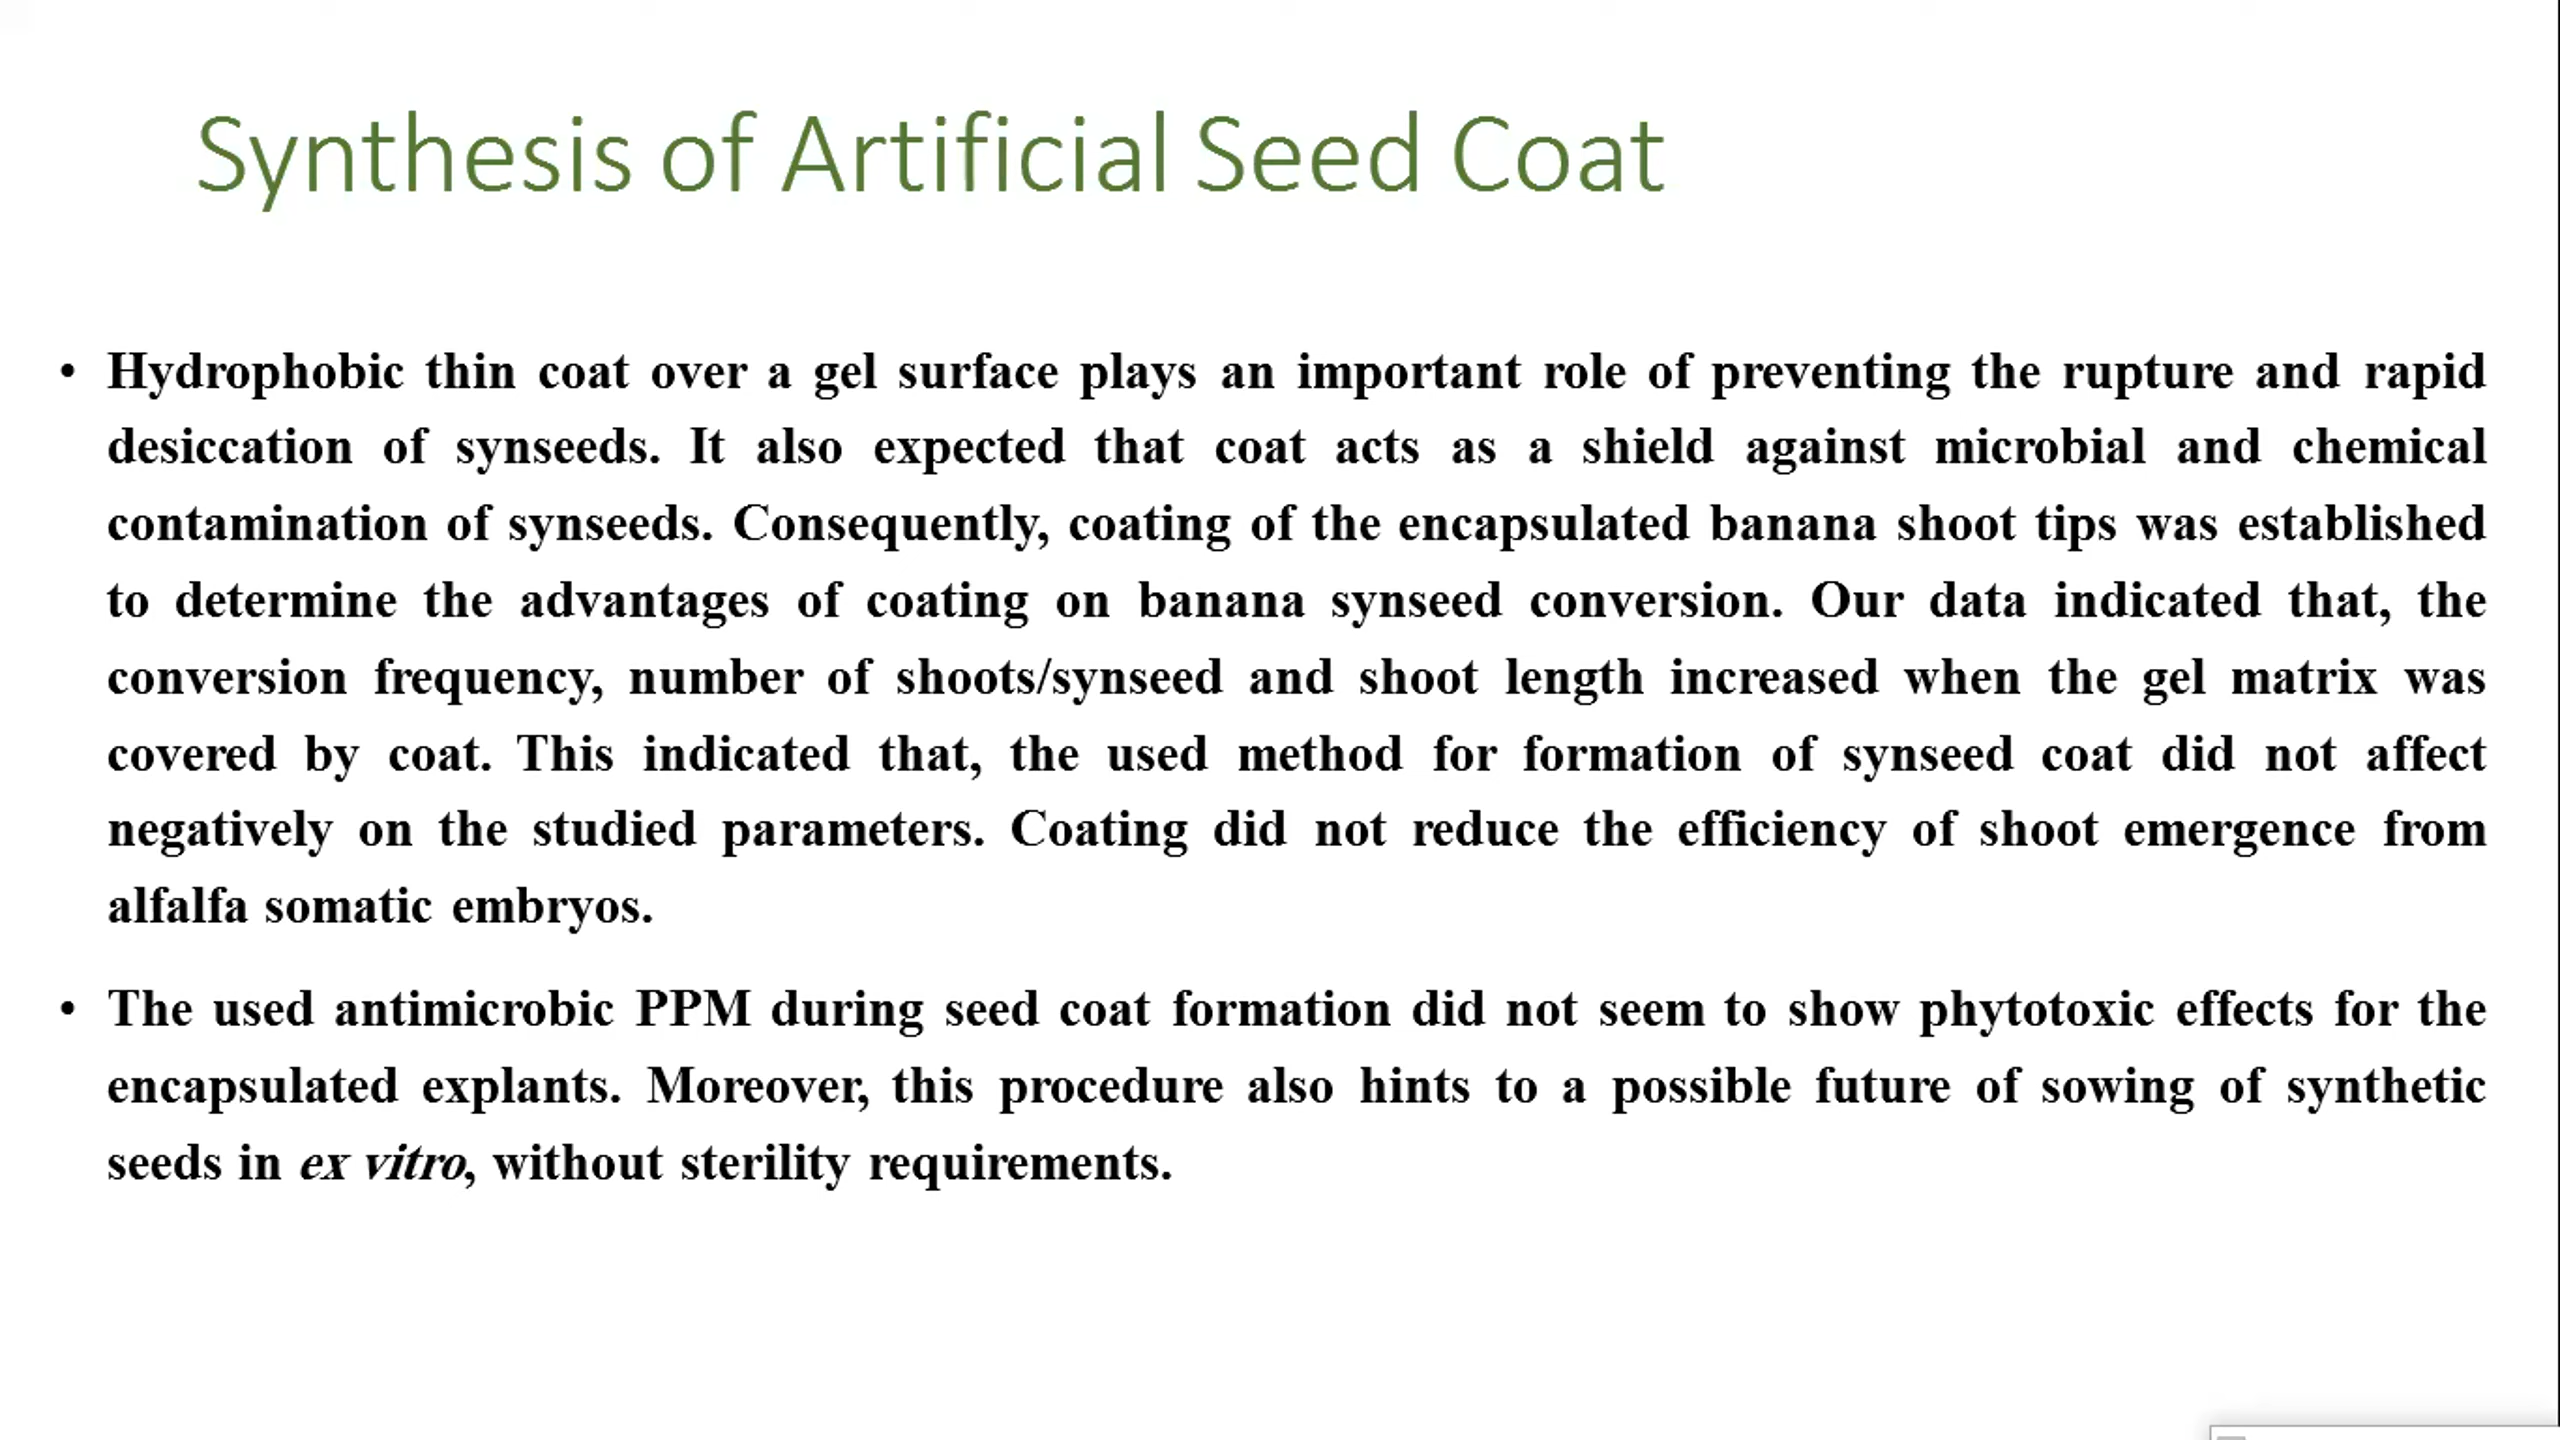 Synthesis of Artificial Seed Coat
• Hydrophobic thin coat over a gel surface plays an important role of preventing the rupture and rapid
desiccation of synseeds. It also expected that coat acts as a shield against microbial and chemical
contamination of synseeds. Consequently, coating of the encapsulated banana shoot tips was established
to determine the advantages of coating on banana synseed conversion. Our data indicated that, the
conversion frequency, number of shoots/synseed and shoot length increased when the gel matrix was
covered by coat. This indicated that, the used method for formation of synseed coat did not affect
negatively on the studied parameters. Coating did not reduce the efficiency of shoot emergence from
alfalfa somatic embryos.
• The used antimicrobic PPM during seed coat formation did not seem to show phytotoxic effects for the
encapsulated explants. Moreover, this procedure also hints to a possible future of sowing of synthetic
seeds in ex vitro, without sterility requirements.